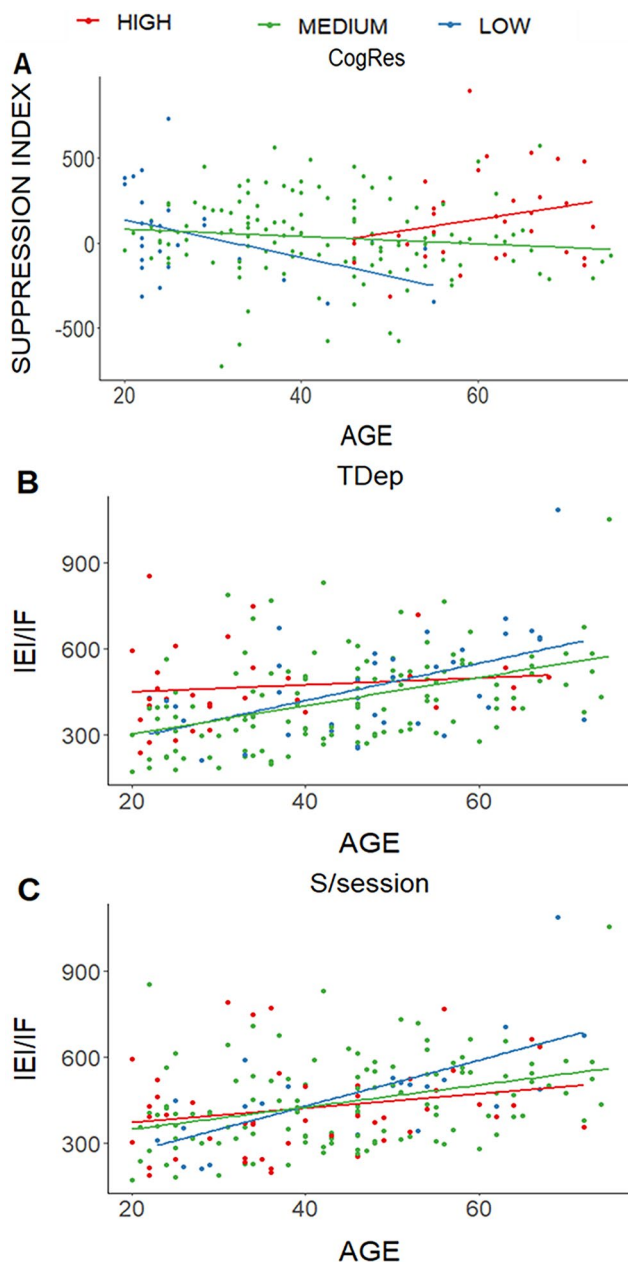 HIGH MEDIUM LOW
A
CogRes
SUPPRESSION INDEX
500
0
-500
20 40 60
AGE
B
TDep
IEI/IF
900
600
300
20 40 60
AGE
C
S/session
IEI/IF
900
600
300
20 40 60
AGE